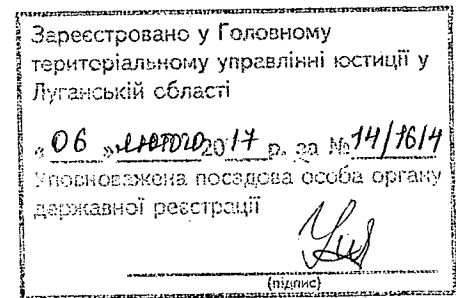 Зареєстровано у Головному
територіальному управлінні юстиції у
Луганській області
« 06 » лютого 2017 р. за № 14/1614
Уповноважена посадова особа органу
державної реєстрації
(підпис)